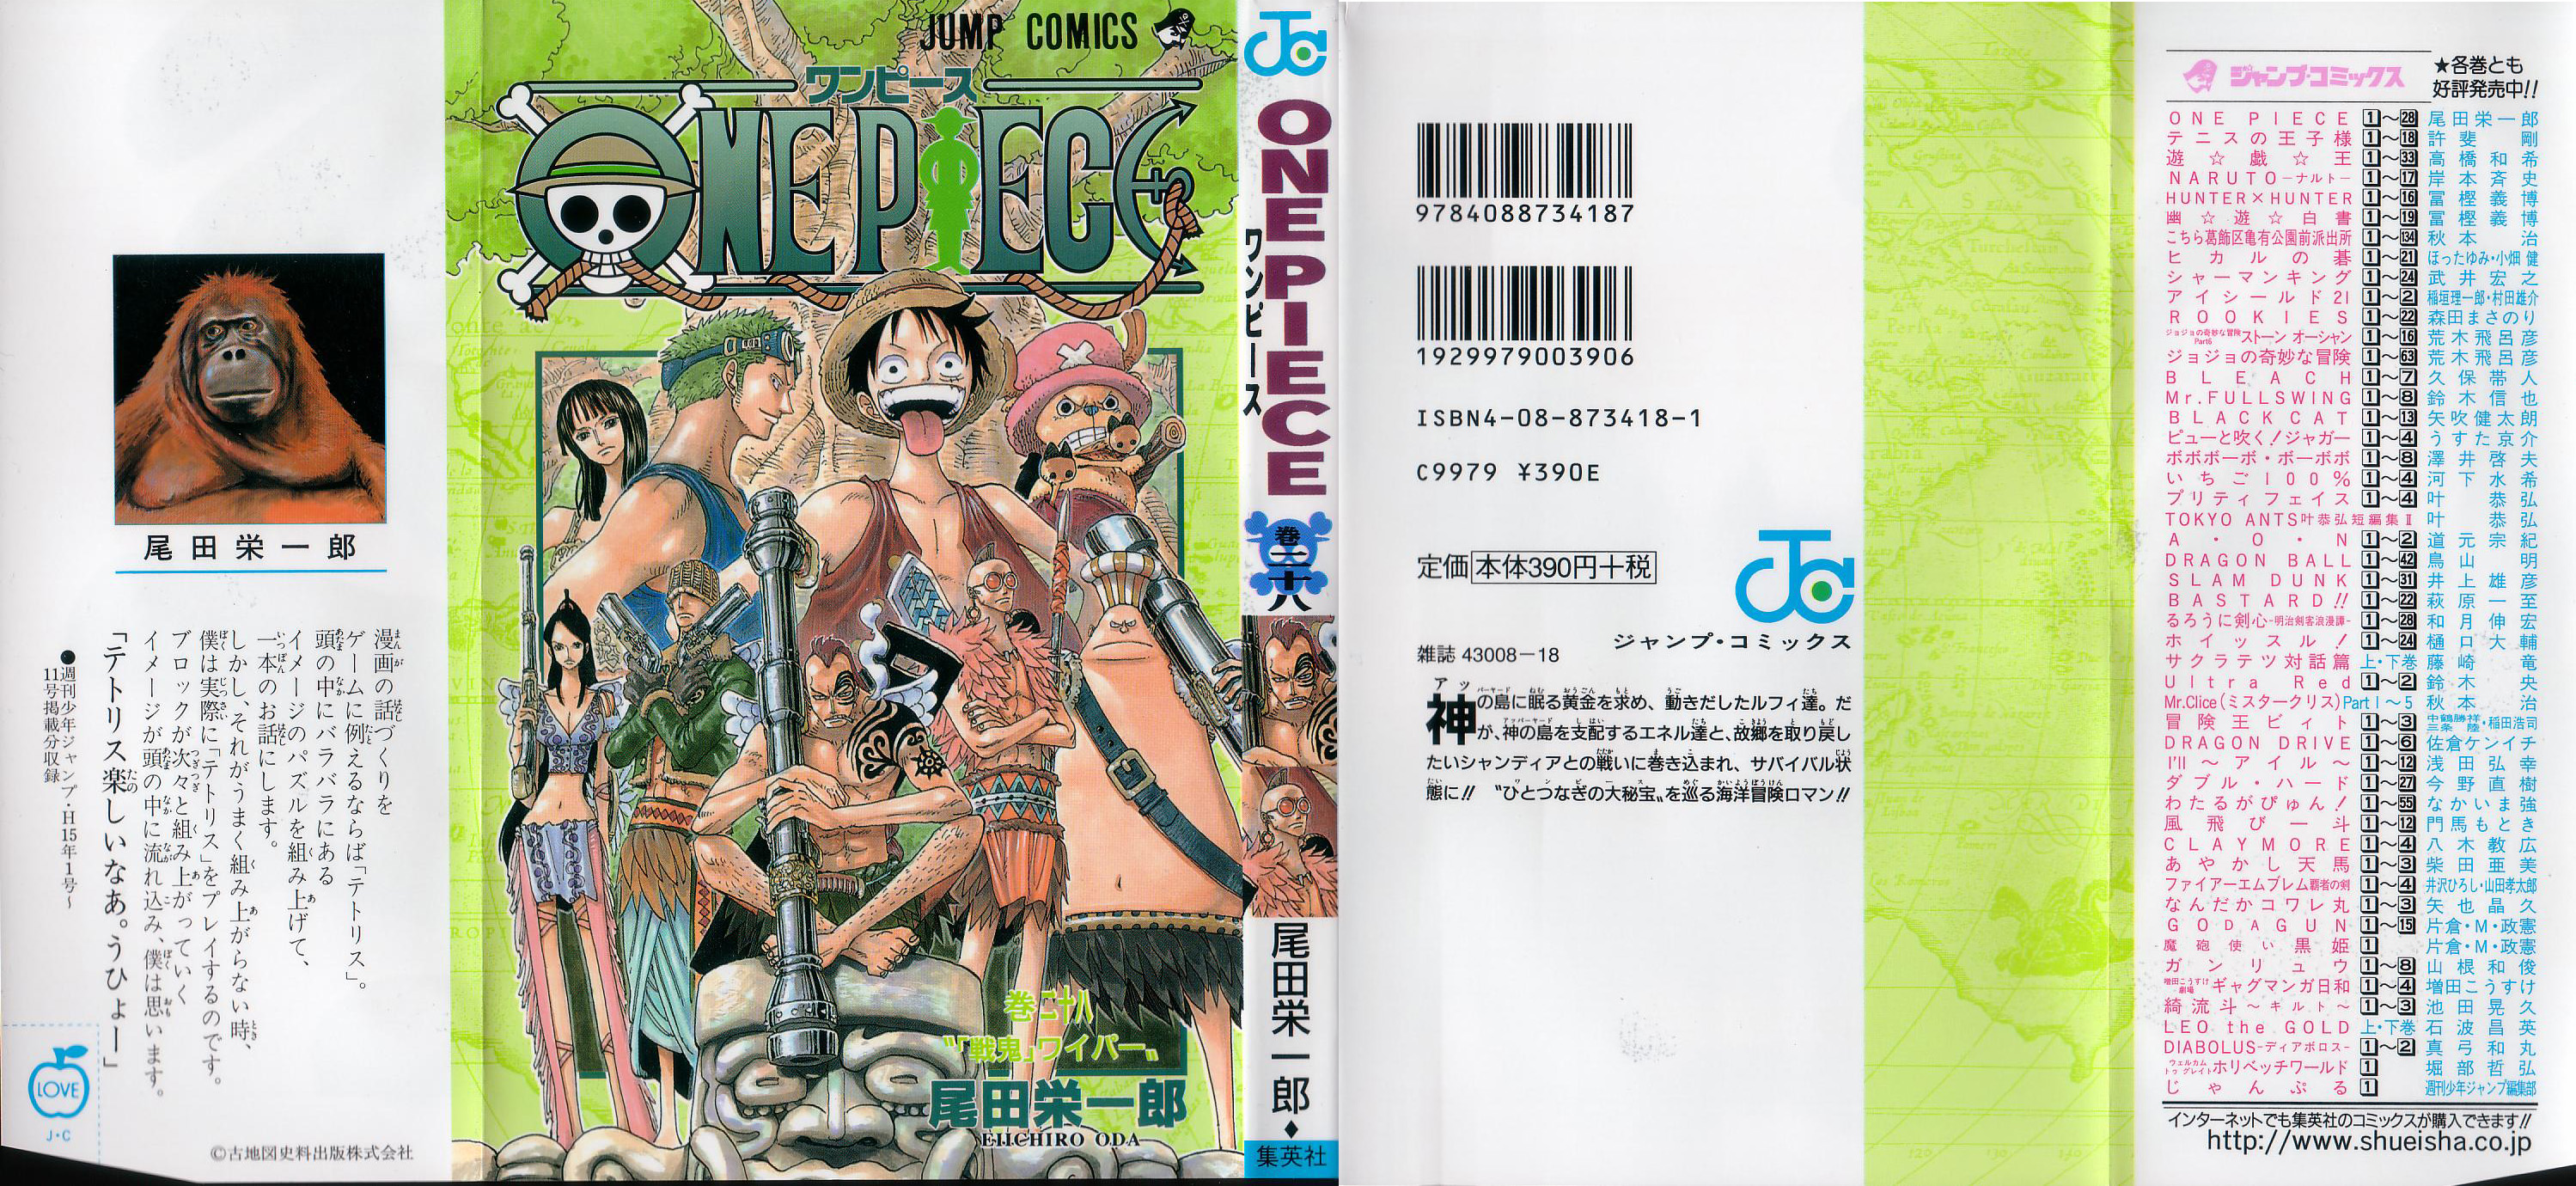 尾田栄一郎
漫画の話づくりを
ゲームに例えるならば「テトリス」。
頭の中にバラバラにある
イメージのパズルを組み上げて、
一本のお話にします。
しかし、それがうまく組み上がらない時、
僕は実際に「テトリス」をプレイするのです。
ブロックが次々と組み上がっていく
イメージが頭の中に流れ込み、僕は思います。
「テトリス楽しいなあ。うひょー」
●週刊少年ジャンプ・H15年1号〜
11号掲載分収録
LOVE
J・C
©古地図史料出版株式会社
JUMP COMICS
ワンピース
ONE PIECE
巻二十八
“「戦鬼」ワイパー”
尾田栄一郎
EIICHIRO ODA
JC
ONE PIECE
ワンピース
巻二十八
尾田栄一郎◆
集英社
9784088734187
1929979003906
ISBN4-08-873418-1
C9979 ¥390E
定価 本体390円+税
JC
ジャンプ・コミックス
雑誌 43008-18
神の島に眠る黄金を求め、動きだしたルフィ達。だ
が、神の島を支配するエネル達と、故郷を取り戻し
たいシャンディアとの戦いに巻き込まれ、サバイバル状
態に!! “ひとつなぎの大秘宝”を巡る海洋冒険ロマン!!
ジャンプ・コミックス
★各巻とも
好評発売中!!
ONE PIECE 1〜28 尾田栄一郎
テニスの王子様 1〜18 許斐剛
遊☆戯☆王 1〜33 高橋和希
NARUTO―ナルト― 1〜17 岸本斉史
HUNTER×HUNTER 1〜16 冨樫義博
幽☆遊☆白書 1〜19 冨樫義博
こちら葛飾区亀有公園前派出所 1〜134 秋本治
ヒカルの碁 1〜21 ほったゆみ・小畑健
シャーマンキング 1〜24 武井宏之
アイシールド21 1〜2 稲垣理一郎・村田雄介
ROOKIES 1〜22 森田まさのり
ジョジョの奇妙な冒険Part6ストーンオーシャン 1〜16 荒木飛呂彦
ジョジョの奇妙な冒険 1〜63 荒木飛呂彦
BLEACH 1〜7 久保帯人
Mr.FULLSWING 1〜8 鈴木信也
BLACK CAT 1〜13 矢吹健太朗
ピューと吹く!ジャガー 1〜4 うすた京介
ボボボーボ・ボーボボ 1〜8 澤井啓夫
いちご100% 1〜4 河下水希
プリティフェイス 1〜4 叶恭弘
TOKYO ANTS叶恭弘短編集Ⅱ 叶恭弘
A・O・N 1〜2 道元宗紀
DRAGON BALL 1〜42 鳥山明
SLAM DUNK 1〜31 井上雄彦
BASTARD!! 1〜22 萩原一至
るろうに剣心-明治剣客浪漫譚- 1〜28 和月伸宏
ホイッスル! 1〜24 樋口大輔
サクラテツ対話篇 上・下巻 藤崎竜
Ultra Red 1〜2 鈴木央
Mr.Clice(ミスタークリス) Part1〜5 秋本治
冒険王ビィト 1〜3 三条陸・稲田浩司
DRAGON DRIVE 1〜6 佐倉ケンイチ
I'll〜アイル〜 1〜12 浅田弘幸
ダブル・ハード 1〜27 今野直樹
わたるがぴゅん! 1〜55 なかいま強
風飛び一斗 1〜12 門馬もとき
CLAYMORE 1〜4 八木教広
あやかし天馬 1〜3 柴田亜美
ファイアーエムブレム覇者の剣 1〜4 井沢ひろし・山田孝太郎
なんだかコワレ丸 1〜3 矢也晶久
GODAGUN 1〜15 片倉・M・政憲
魔砲使い黒姫 1 片倉・M・政憲
ガンリュウ 1〜8 山根和俊
増田こうすけ劇場ギャグマンガ日和 1〜4 増田こうすけ
綺流斗〜キルト〜 1〜3 池田晃久
LEO the GOLD 上・下巻 石波昌英
DIABOLUS-ディアボロス- 1〜2 真弓和丸
ウェルカムトゥグレイトホリベッチワールド 1 堀部哲弘
じゃんぷる 1 週刊少年ジャンプ編集部
インターネットでも集英社のコミックスが購入できます!!
http://www.shueisha.co.jp